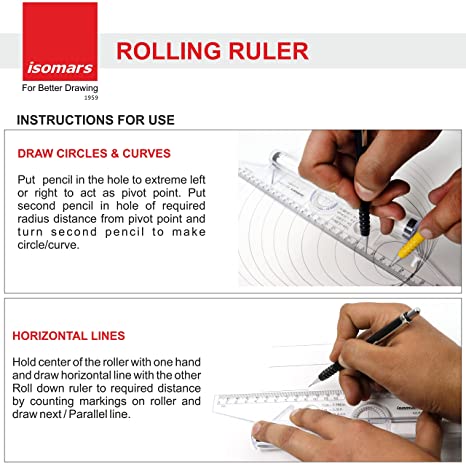 isomars
ROLLING RULER
For Better Drawing
1959
INSTRUCTIONS FOR USE
DRAW CIRCLES & CURVES
Put pencil in the hole to extreme left
or right to act as pivot point. Put
second pencil in hole of required
radius distance from pivot point and
turn second pencil to make
circle/curve.
HORIZONTAL LINES
Hold center of the roller with one hand
and draw horizontal line with the other
Roll down ruler to required distance
by counting markings on roller and
draw next / Parallel line.
isomars